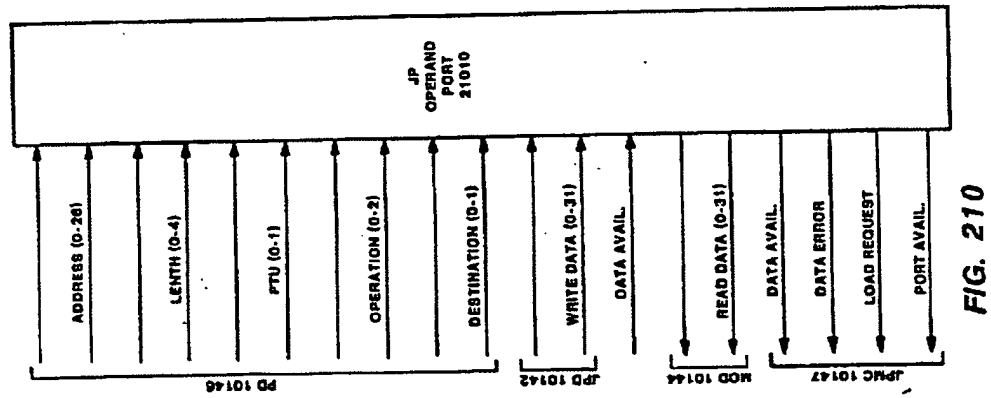 JP
OPERAND
PORT
21010
ADDRESS (0-28)
LENTH (0-4)
PTU (0-1)
OPERATION (0-2)
DESTINATION (0-1)
WRITE DATA (0-31)
DATA AVAIL.
READ DATA (0-31)
DATA AVAIL.
DATA ERROR
LOAD REQUEST
PORT AVAIL.
PD 10146
JPD 10142
MOD 10144
JPMC 10147
FIG. 210